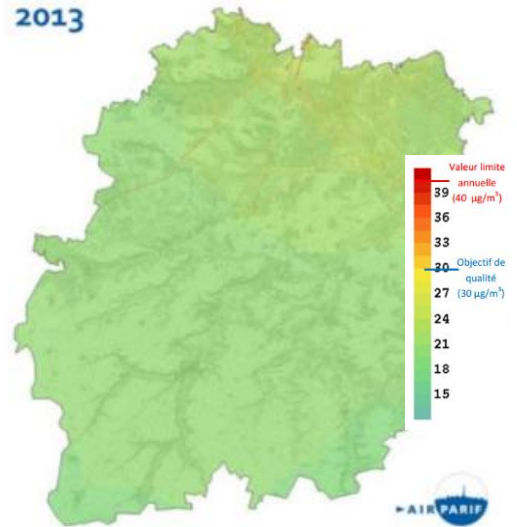 2013
Valeur limite
annuelle
(40 µg/m³)
39
36
33
30
Objectif de
qualité
(30 µg/m³)
27
24
21
18
15
AIRPARIF